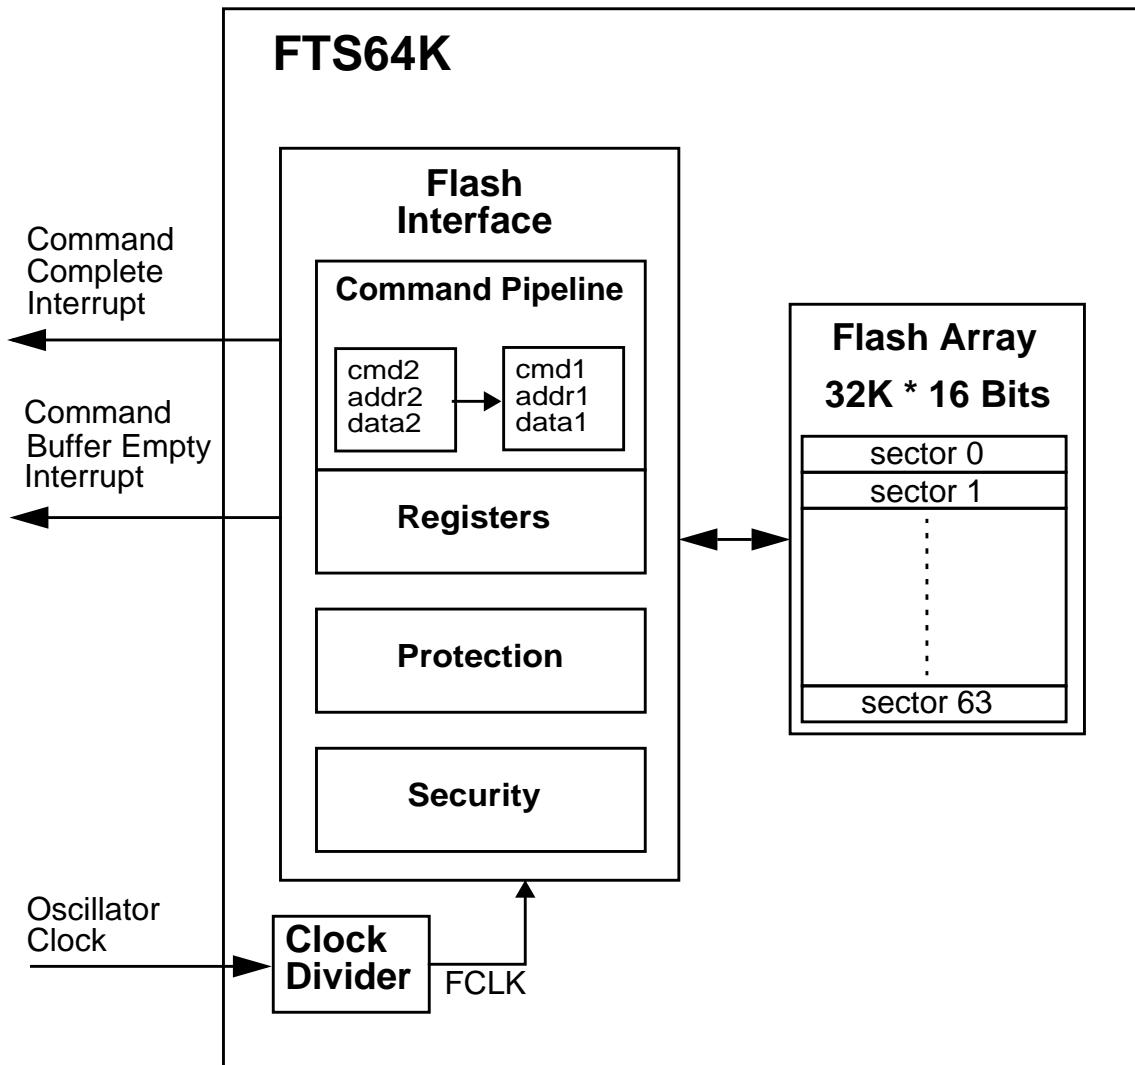 FTS64K
Flash
Interface
Command
Complete
Interrupt
Command Pipeline
cmd2
addr2
data2
cmd1
addr1
data1
Command
Buffer Empty
Interrupt
Registers
Protection
Security
Flash Array
32K * 16 Bits
sector 0
sector 1
sector 63
Oscillator
Clock
Clock
Divider
FCLK